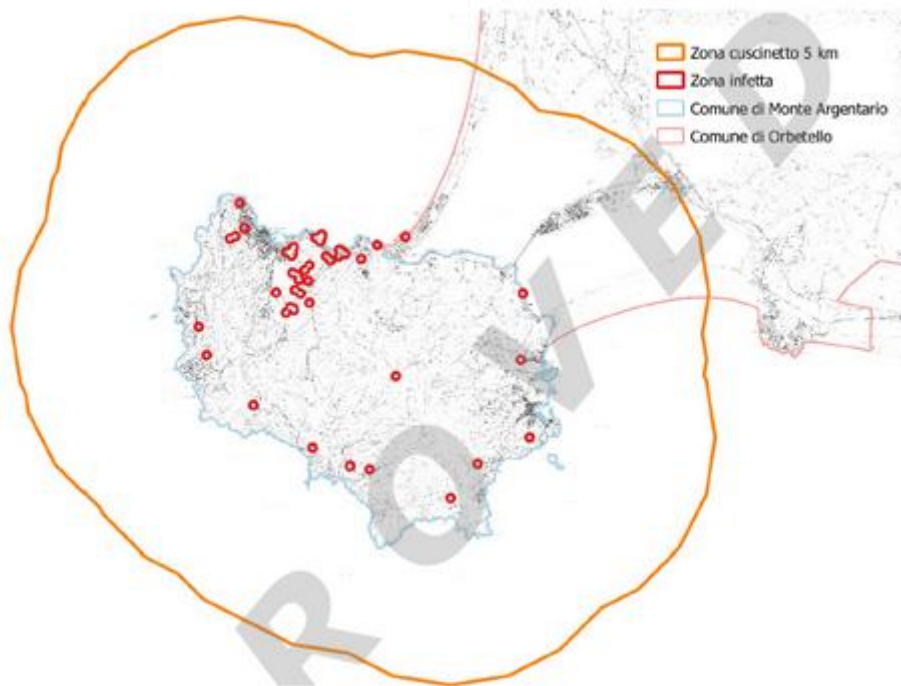 Zona cuscinetto 5 km
Zona infetta
Comune di Monte Argentario
Comune di Orbetello
ROVED